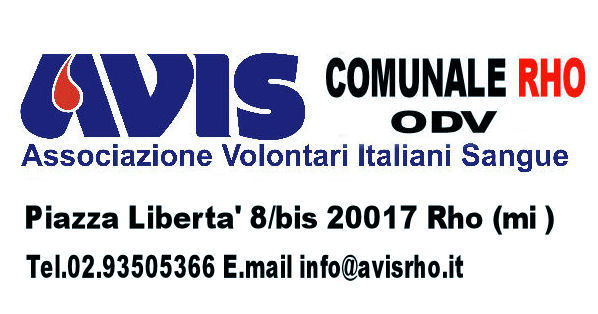 AVIS COMUNALE RHO
ODV
Associazione Volontari Italiani Sangue
Piazza Liberta' 8/bis 20017 Rho (mi )
Tel.02.93505366 E.mail info@avisrho.it